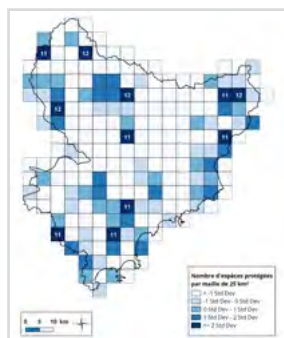 11
12
12
11 12
12
11
11
11
11
11
Nombre d'espèces protégées
par maille de 25 km²
< -1 Std Dev
-1 Std Dev - 0 Std Dev
0 Std Dev - 1 Std Dev
1 Std Dev - 2 Std Dev
>= 2 Std Dev
10 km